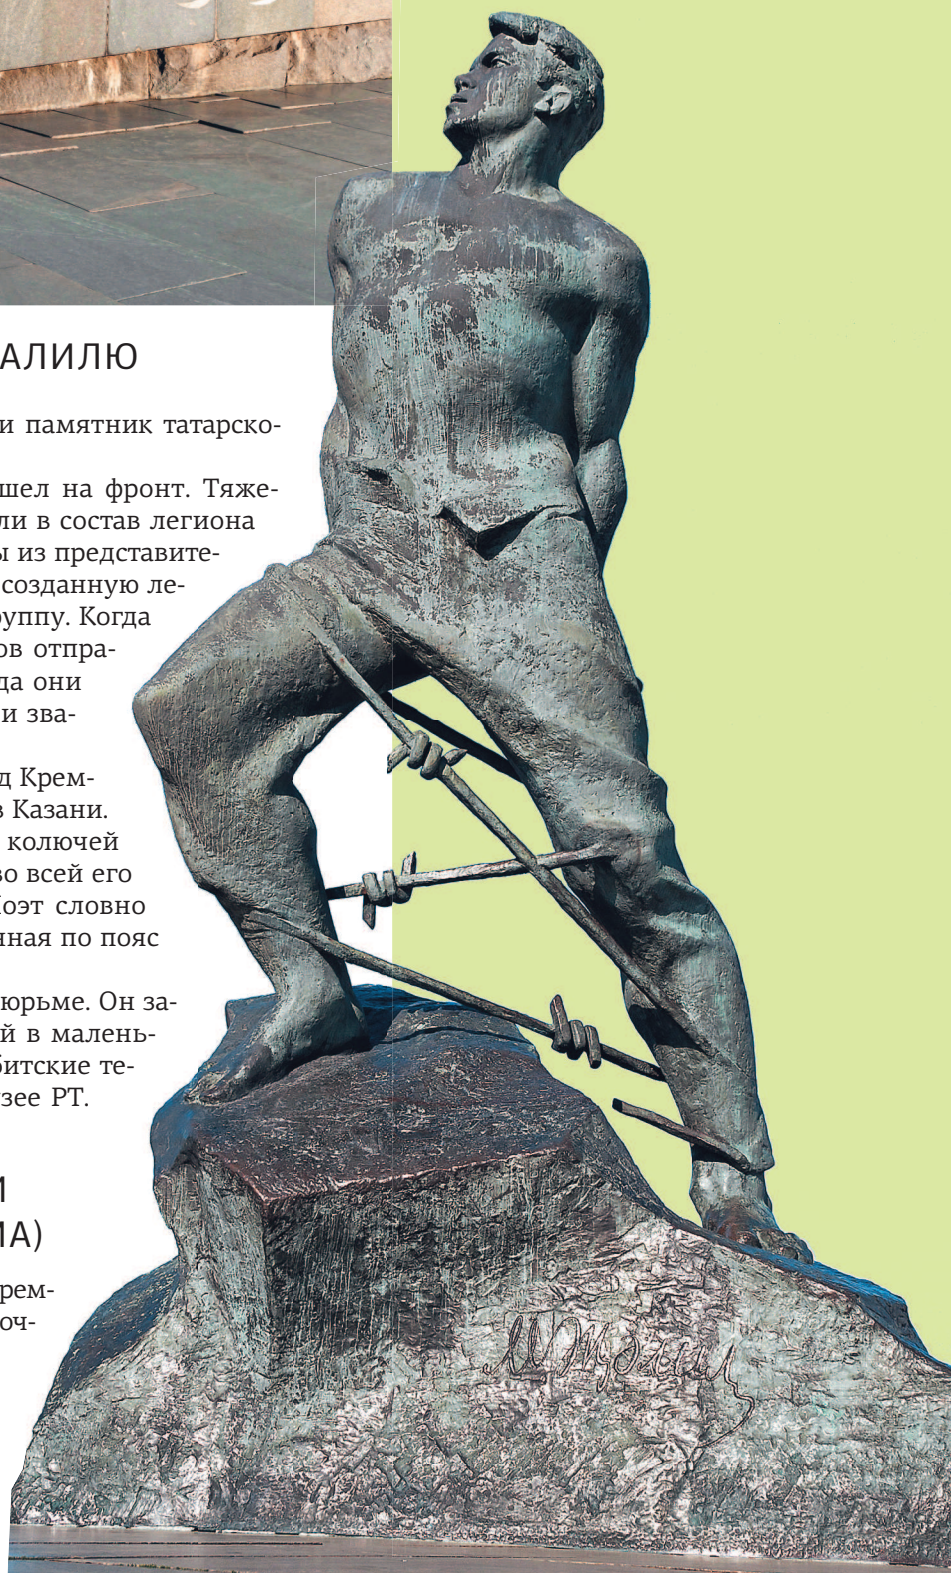 АЛИЛЮ
и памятник татарско-
шел на фронт. Тяже-
ли в состав легиона
ы из представите-
созданную ле-
руппу. Когда
ов отпра-
да они
и зва-
д Крем-
в Казани.
колючей
во всей его
Поэт словно
нная по пояс
юрьме. Он за-
й в малень-
битские те-
зее РТ.
И
МА)
рем-
оч-
М Җәлил